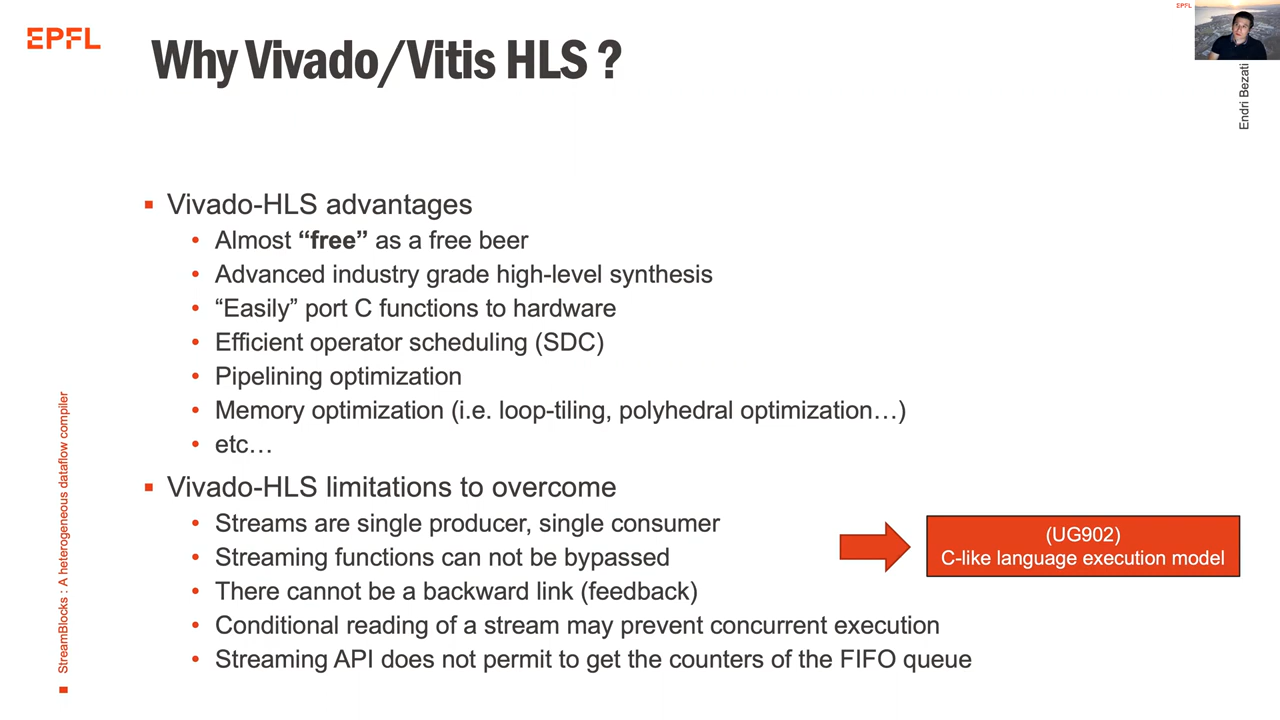 EPFL
Why Vivado/Vitis HLS ?
EPFL
Endri Bezati
▪ Vivado-HLS advantages
• Almost “free” as a free beer
• Advanced industry grade high-level synthesis
• “Easily” port C functions to hardware
• Efficient operator scheduling (SDC)
• Pipelining optimization
• Memory optimization (i.e. loop-tiling, polyhedral optimization…)
• etc…
▪ Vivado-HLS limitations to overcome
• Streams are single producer, single consumer
• Streaming functions can not be bypassed
• There cannot be a backward link (feedback)
• Conditional reading of a stream may prevent concurrent execution
• Streaming API does not permit to get the counters of the FIFO queue
(UG902)
C-like language execution model
StreamBlocks : A heterogeneous dataflow compiler